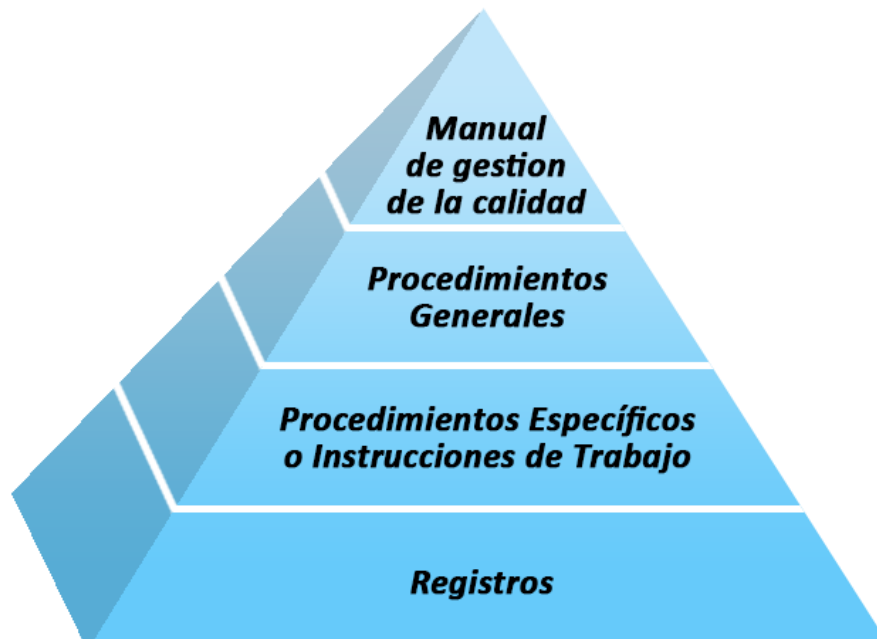 Manual
de gestion
de la calidad
Procedimientos
Generales
Procedimientos Específicos
o Instrucciones de Trabajo
Registros